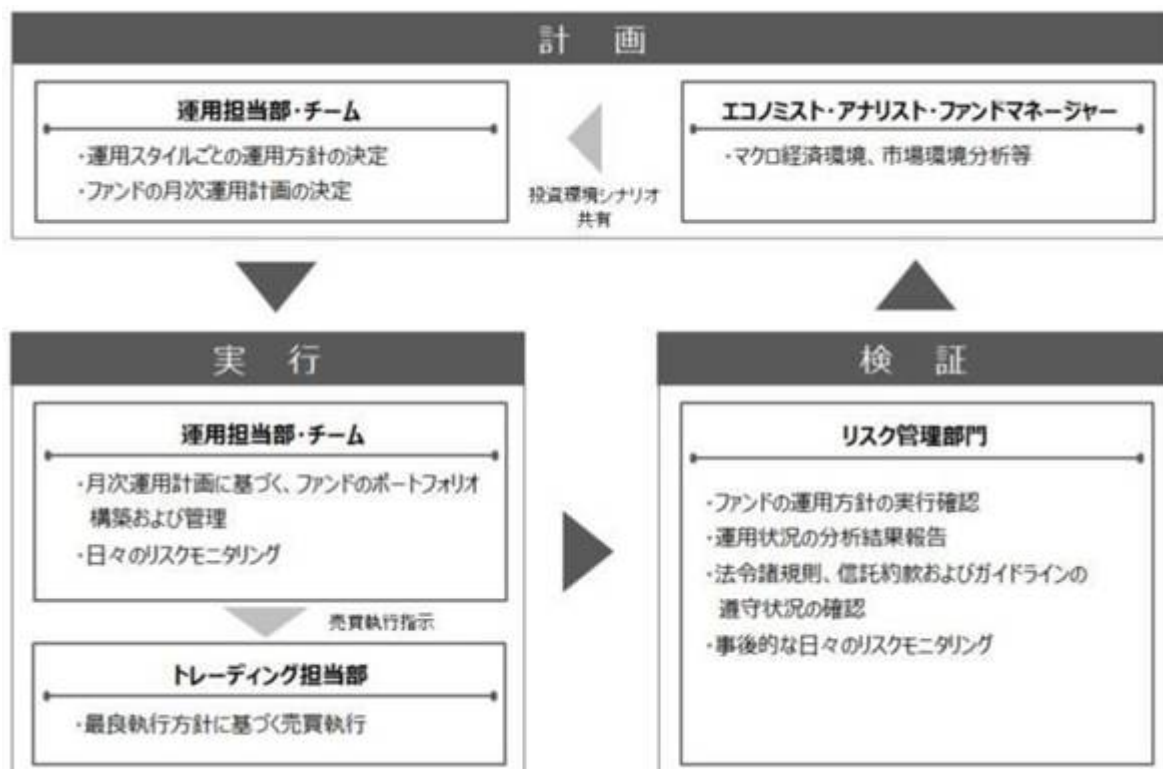 計 画
運用担当部・チーム
・運用スタイルごとの運用方針の決定
・ファンドの月次運用計画の決定
投資環境シナリオ
共有
エコノミスト・アナリスト・ファンドマネージャー
・マクロ経済環境、市場環境分析等
実 行
運用担当部・チーム
・月次運用計画に基づく、ファンドのポートフォリオ
構築および管理
・日々のリスクモニタリング
売買執行指示
トレーディング担当部
・最良執行方針に基づく売買執行
検 証
リスク管理部門
・ファンドの運用方針の実行確認
・運用状況の分析結果報告
・法令諸規則、信託約款およびガイドラインの
遵守状況の確認
・事後的な日々のリスクモニタリング